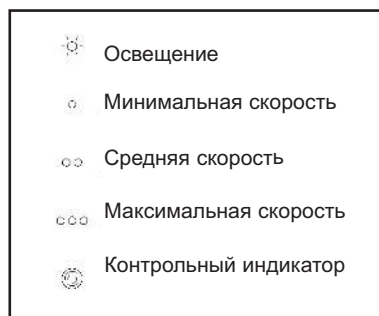 Освещение
Минимальная скорость
Средняя скорость
Максимальная скорость
Контрольный индикатор